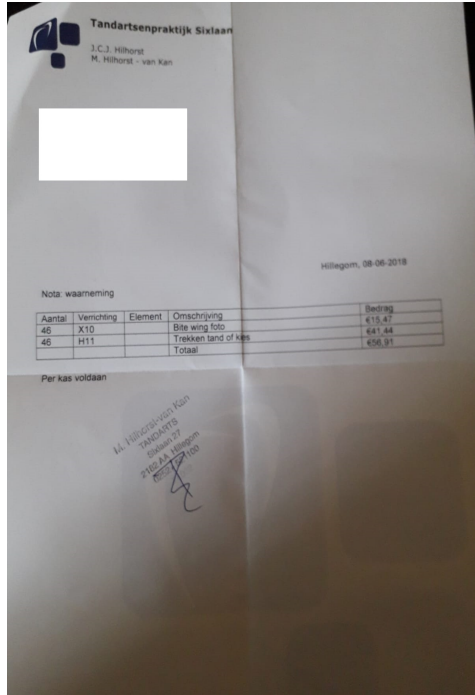 Tandartsenpraktijk Sixlaan
J.C.J. Hilhorst
M. Hilhorst - van Kan
Hillegom, 08-06-2018
Nota: waarneming
Aantal Verrichting Element Omschrijving Bedrag
46 X10 Bite wing foto €15,47
46 H11 Trekken tand of kies €41,44
Totaal €56,91
Per kas voldaan
M. Hilhorst-van Kan
TANDARTS
Sixlaan 27
2182 AA Hillegom